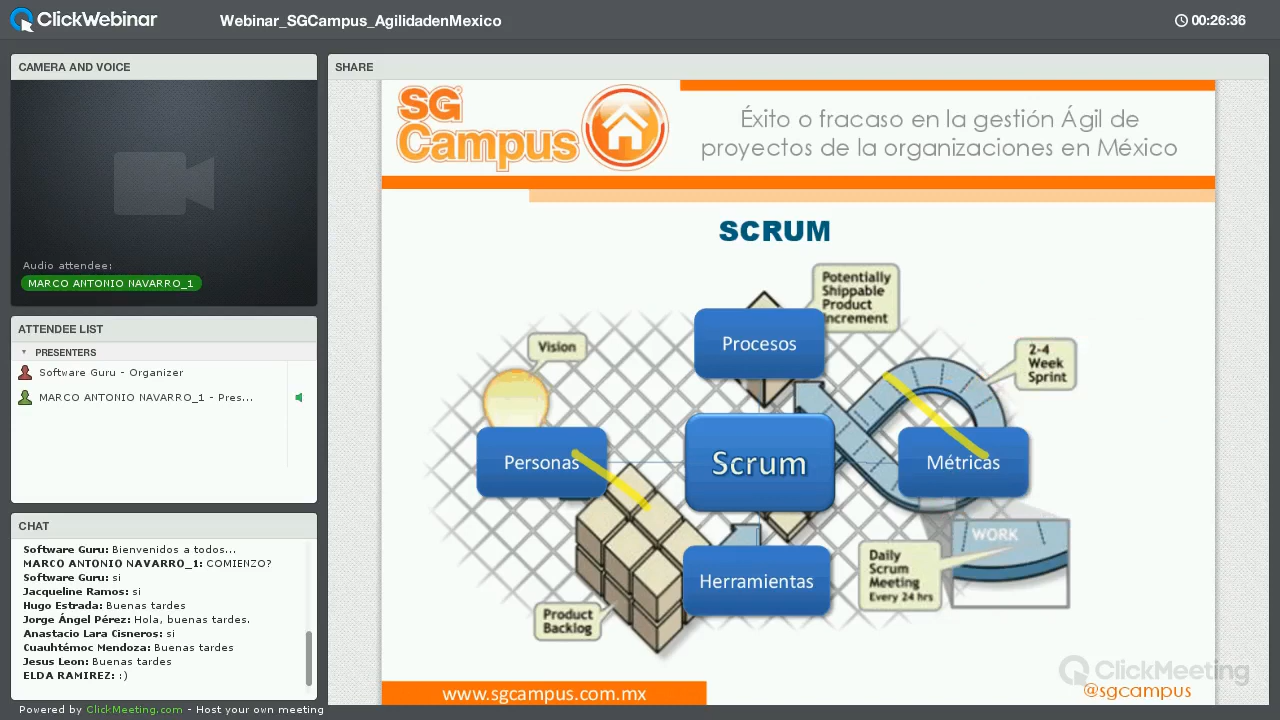 ClickWebinar
Webinar_SGCampus_AgilidadenMexico
00:26:36
CAMERA AND VOICE
Audio attendee:
MARCO ANTONIO NAVARRO_1
ATTENDEE LIST
PRESENTERS
Software Guru - Organizer
MARCO ANTONIO NAVARRO_1 - Pres...
CHAT
Software Guru: Bienvenidos a todos...
MARCO ANTONIO NAVARRO_1: COMIENZO?
Software Guru: si
Jacqueline Ramos: si
Hugo Estrada: Buenas tardes
Jorge Ángel Pérez: Hola, buenas tardes.
Anastacio Lara Cisneros: si
Cuauhtémoc Mendoza: Buenas tardes
Jesus Leon: Buenas tardes
ELDA RAMIREZ: :)
Powered by ClickMeeting.com - Host your own meeting
SHARE
SG
Campus
Éxito o fracaso en la gestión Ágil de
proyectos de la organizaciones en México
SCRUM
Potentially
Shippable
Product
Increment
Procesos
Vision
2-4
Week
Sprint
Personas
Scrum
Métricas
WORK
Daily
Scrum
Meeting
Every 24 hrs
Herramientas
Product
Backlog
ClickMeeting
www.sgcampus.com.mx
@sgcampus